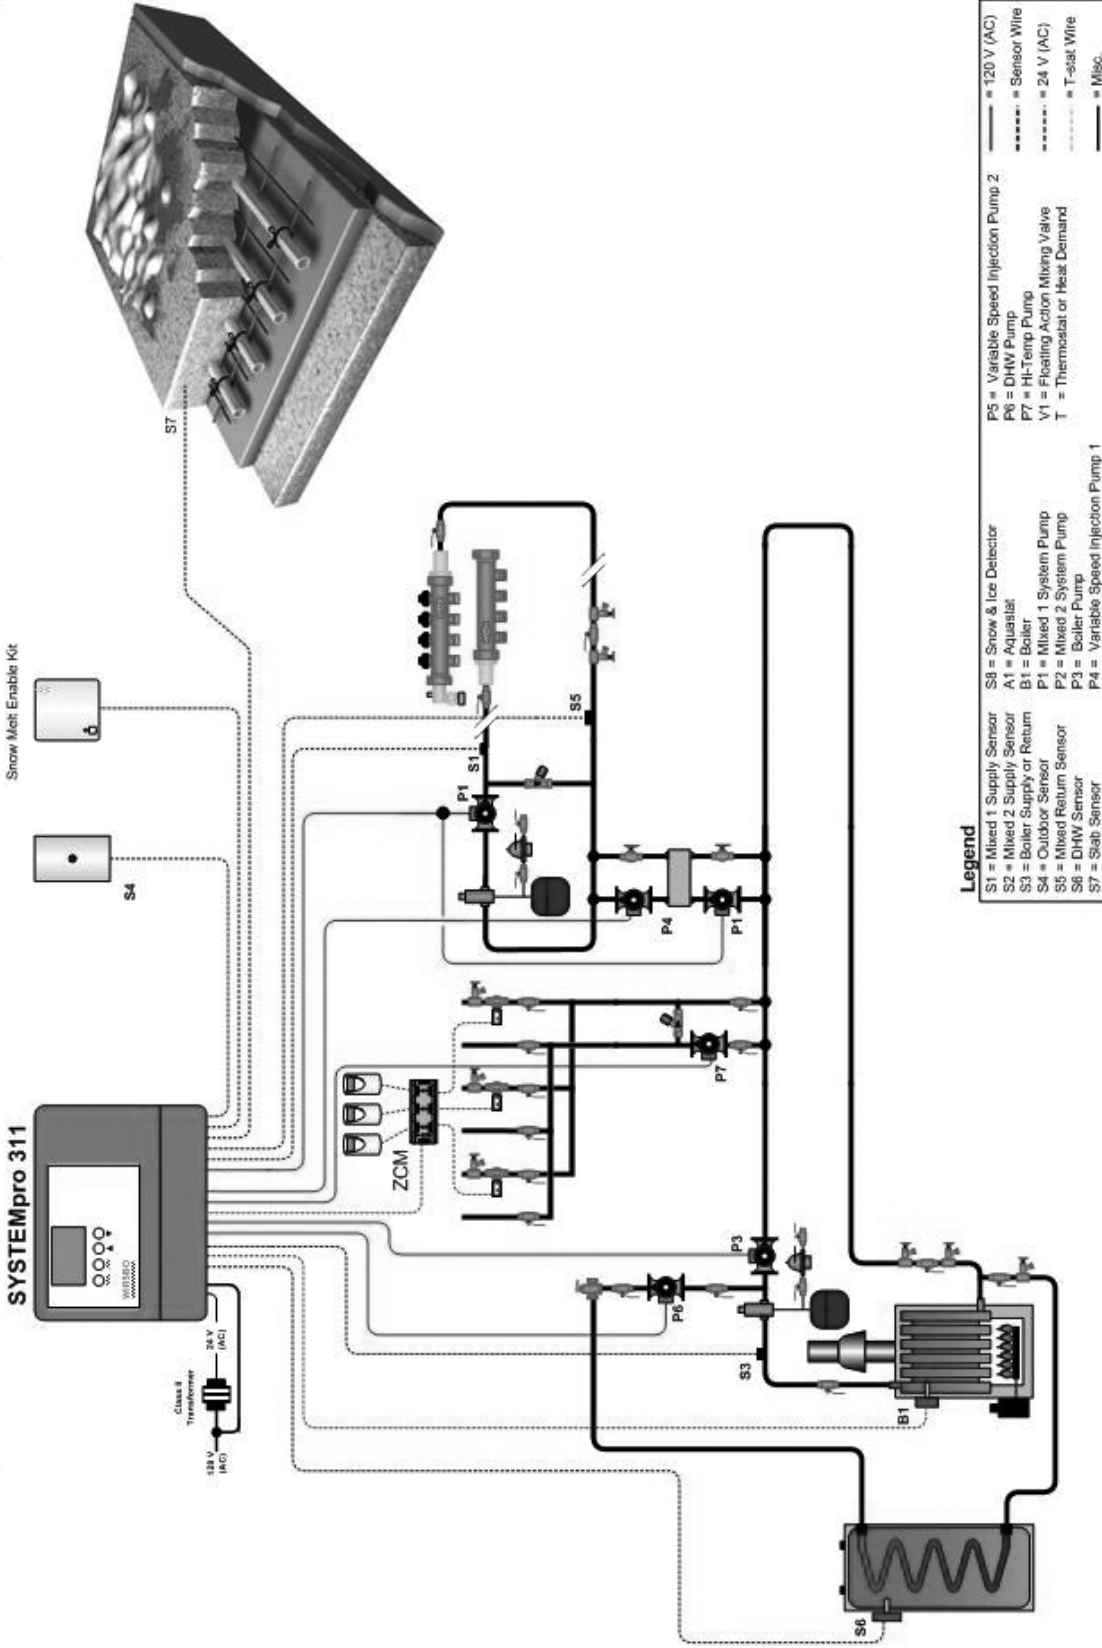 SYSTEMpro 311
WIRSBO
Class II
Transformer
24 V
(AC)
120 V
(AC)
S4
Snow Melt Enable Kit
S7
ZCM
P1
S1
S5
P4
P1
P7
P3
P6
S3
B1
S6
Legend
S1 = Mixed 1 Supply Sensor
S2 = Mixed 2 Supply Sensor
S3 = Boiler Supply or Return
S4 = Outdoor Sensor
S5 = Mixed Return Sensor
S6 = DHW Sensor
S7 = Slab Sensor
S8 = Snow & Ice Detector
A1 = Aquastat
B1 = Boiler
P1 = Mixed 1 System Pump
P2 = Mixed 2 System Pump
P3 = Boiler Pump
P4 = Variable Speed Injection Pump 1
P5 = Variable Speed Injection Pump 2
P6 = DHW Pump
P7 = Hi-Temp Pump
V1 = Floating Action Mixing Valve
T = Thermostat or Heat Demand
= 120 V (AC)
= Sensor Wire
= 24 V (AC)
= T-stat Wire
= Misc.